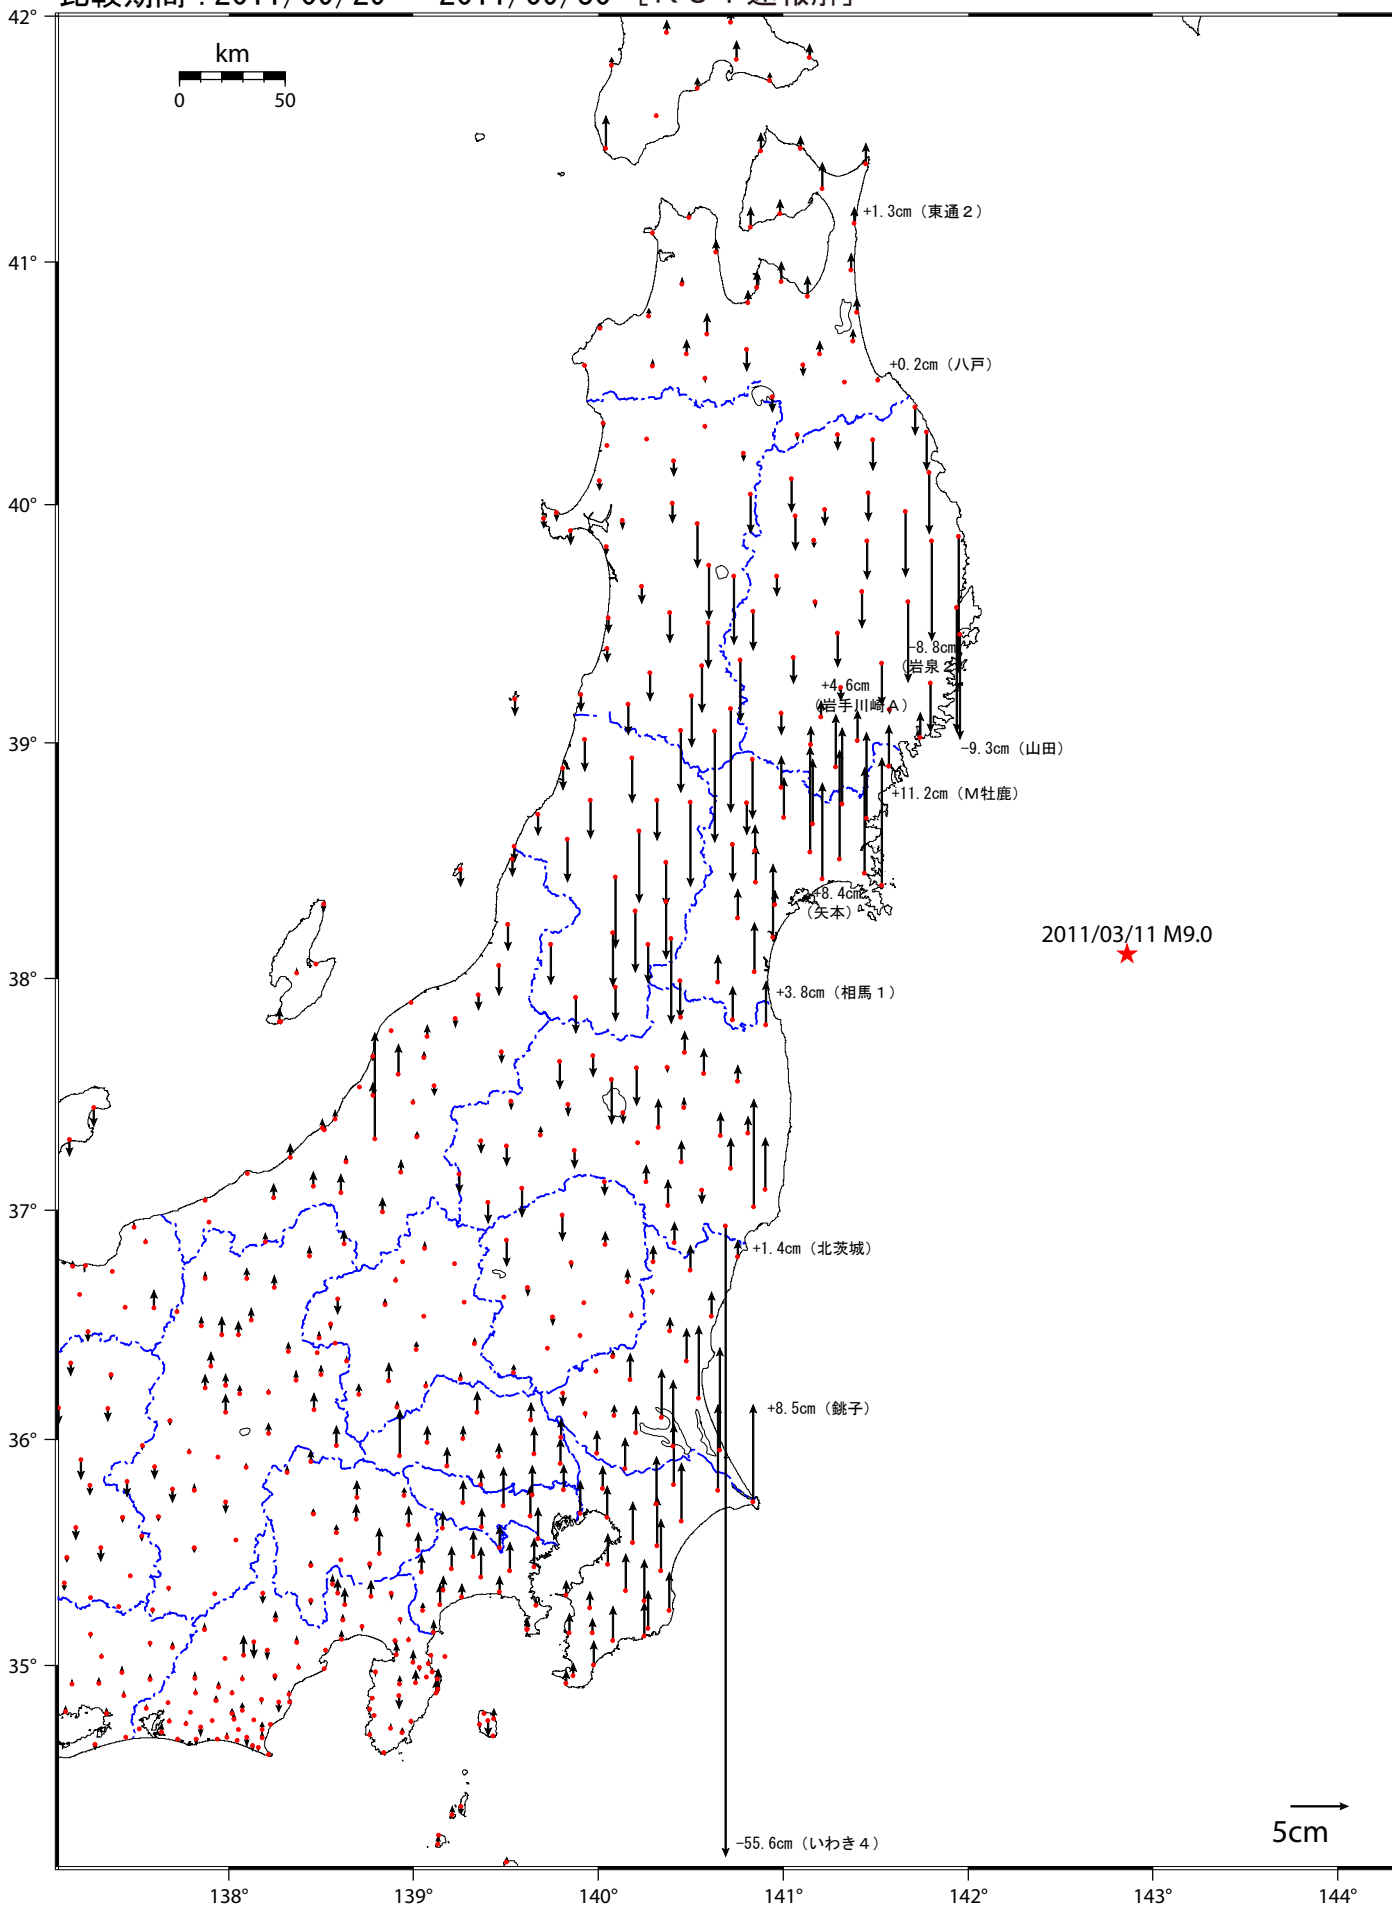 42°
km
0 50
+1.3cm（東通２）
41°
+0.2cm（八戸）
40°
-8.8cm
（岩泉２）
+4.6cm
（岩手川崎Ａ）
39°
-9.3cm（山田）
+11.2cm（Ｍ牡鹿）
+8.4cm
（矢本）
2011/03/11 M9.0
38°
+3.8cm（相馬１）
37°
+1.4cm（北茨城）
+8.5cm（銚子）
36°
35°
5cm
-55.6cm（いわき４）
138° 139° 140° 141° 142° 143° 144°